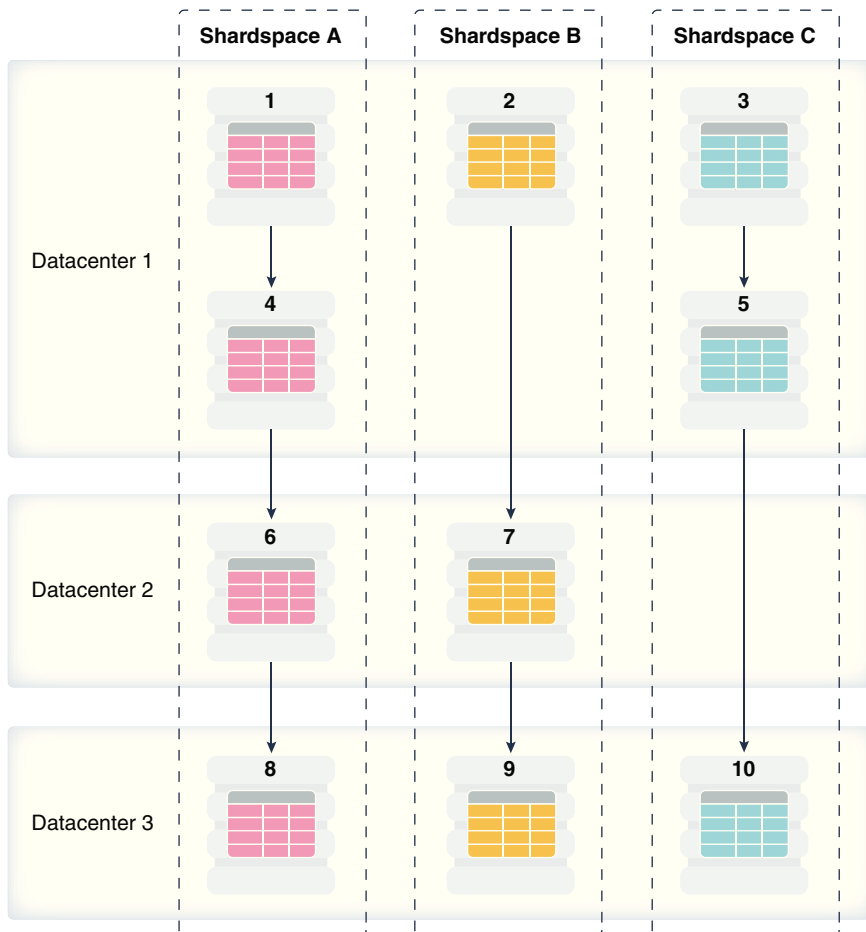 Shardspace A
Shardspace B
Shardspace C
1
2
3
Datacenter 1
4
5
6
7
Datacenter 2
8
9
10
Datacenter 3